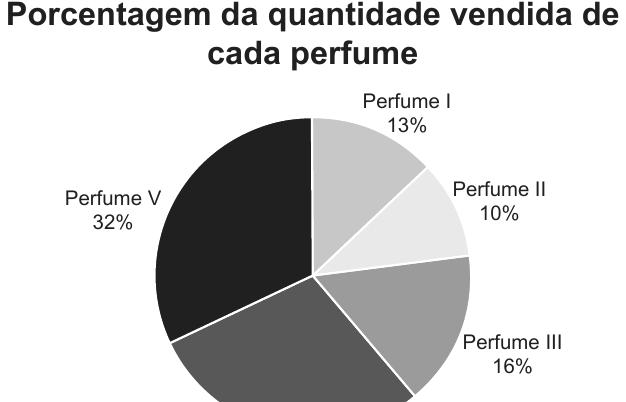 Porcentagem da quantidade vendida de
cada perfume
Perfume I
13%
Perfume II
10%
Perfume V
32%
Perfume III
16%